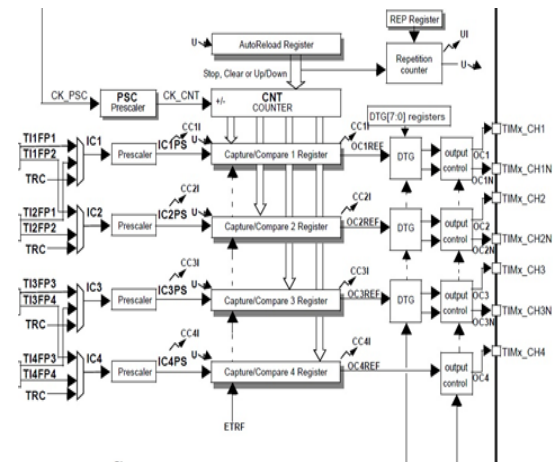 REP Register
UI
U
AutoReload Register
Repetition counter
U
Stop, Clear or Up/Down
CK_PSC
PSC
Prescaler
CK_CNT
+/-
CNT
COUNTER
DTG[7:0] registers
TI1FP1
TI1FP2
TRC
IC1
Prescaler
IC1PS
U
CC1I
Capture/Compare 1 Register
CC1I
OC1REF
DTG
output control
OC1
OC1N
TIMx_CH1
TIMx_CH1N
TI2FP1
TI2FP2
TRC
IC2
Prescaler
IC2PS
U
CC2I
Capture/Compare 2 Register
CC2I
OC2REF
DTG
output control
OC2
OC2N
TIMx_CH2
TIMx_CH2N
TI3FP3
TI3FP4
TRC
IC3
Prescaler
IC3PS
U
CC3I
Capture/Compare 3 Register
CC3I
OC3REF
DTG
output control
OC3
OC3N
TIMx_CH3
TIMx_CH3N
TI4FP3
TI4FP4
TRC
IC4
Prescaler
IC4PS
U
CC4I
Capture/Compare 4 Register
CC4I
OC4REF
output control
OC4
TIMx_CH4
ETRF